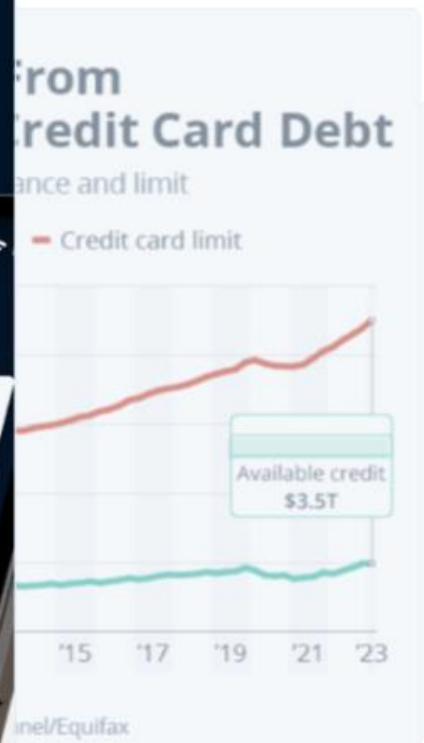 From
Credit Card Debt
ance and limit
Credit card limit
Available credit
$3.5T
'15 '17 '19 '21 '23
nel/Equifax